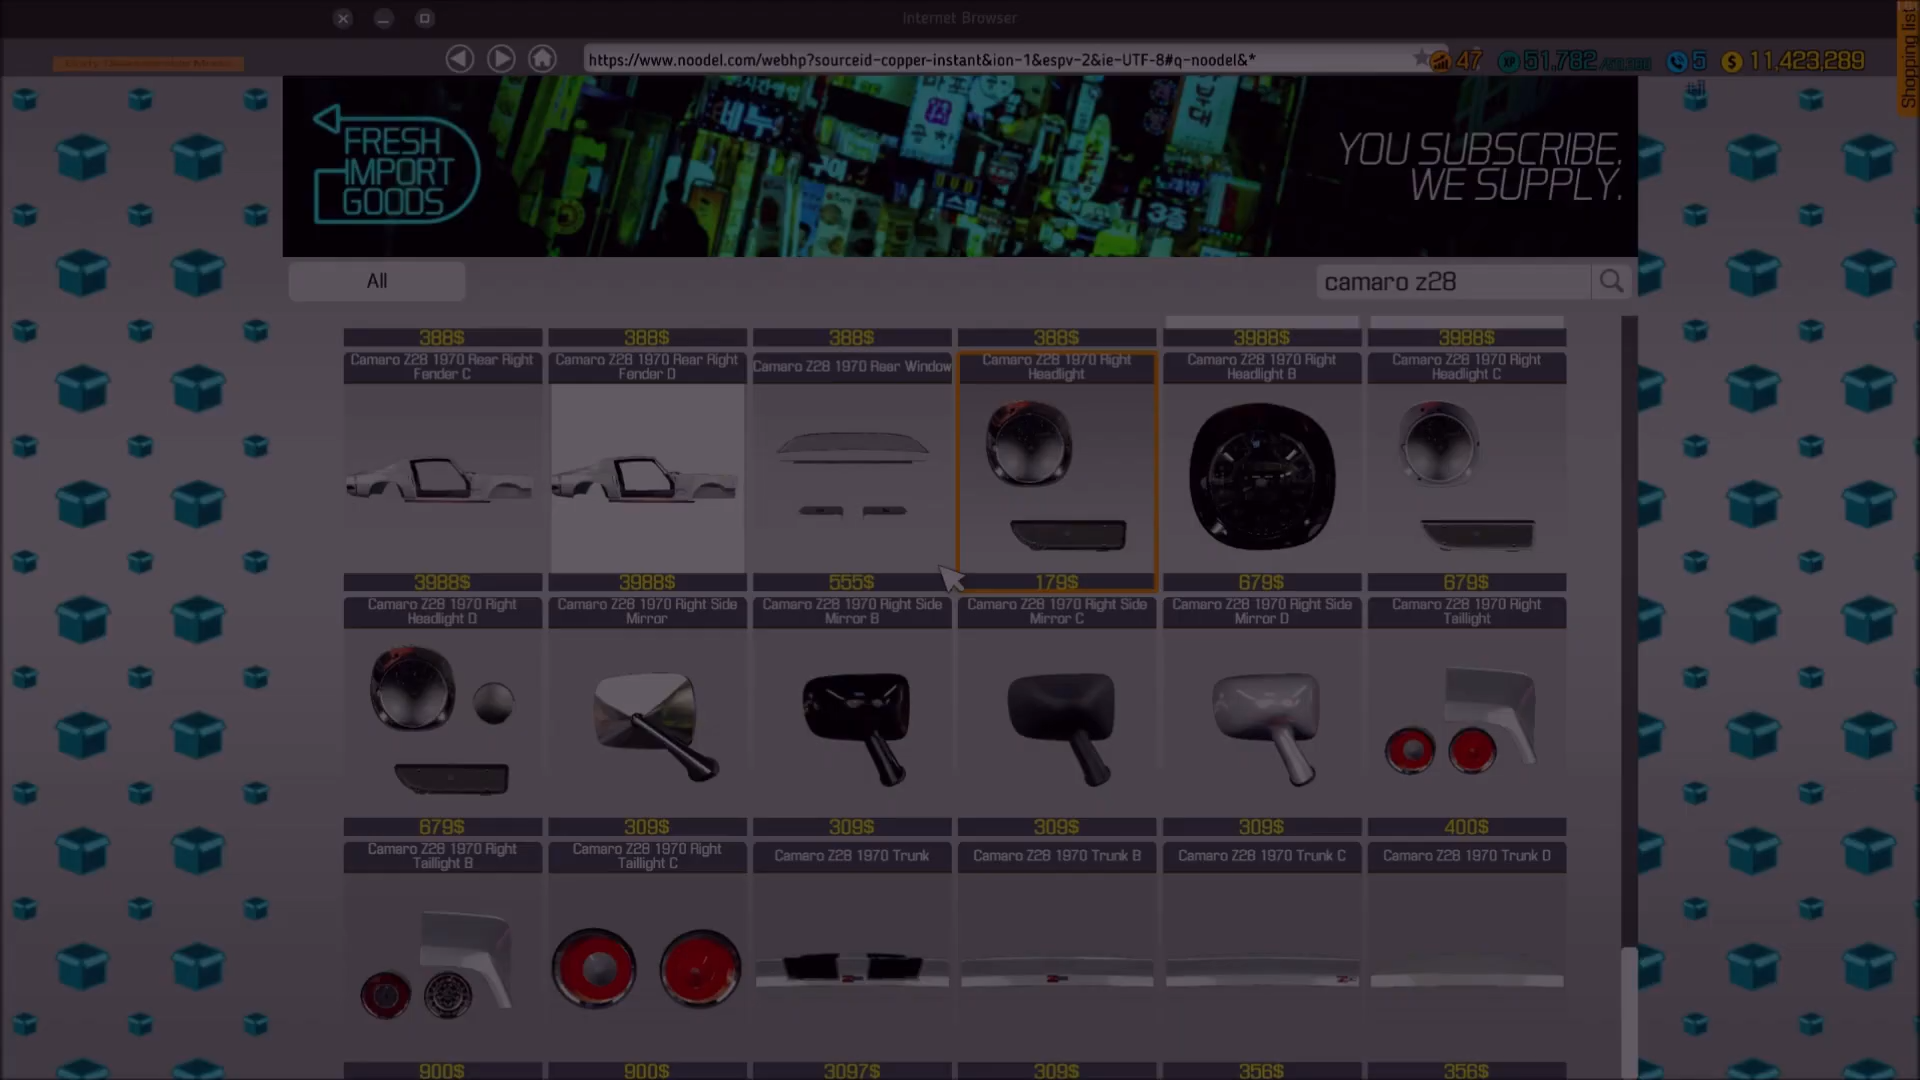 Internet Browser
https://www.noodel.com/webhp?sourceid-copper-instant&ion-1&espv-2&ie-UTF-8#q-noodel&*
47
51,782
5
11,423,289
Shopping list
FRESH
IMPORT
GOODS
YOU SUBSCRIBE.
WE SUPPLY.
All
camaro z28
388$ 388$ 388$ 388$ 3988$ 3988$
Camaro Z28 1970 Rear Right
Fender C
Camaro Z28 1970 Rear Right
Fender D
Camaro Z28 1970 Rear Window
Camaro Z28 1970 Right
Headlight
Camaro Z28 1970 Right
Headlight B
Camaro Z28 1970 Right
Headlight C
3988$ 3988$ 555$ 179$ 679$ 679$
Camaro Z28 1970 Right
Headlight D
Camaro Z28 1970 Right Side
Mirror
Camaro Z28 1970 Right Side
Mirror B
Camaro Z28 1970 Right Side
Mirror C
Camaro Z28 1970 Right Side
Mirror D
Camaro Z28 1970 Right
Taillight
679$ 309$ 309$ 309$ 309$ 400$
Camaro Z28 1970 Right
Taillight B
Camaro Z28 1970 Right
Taillight C
Camaro Z28 1970 Trunk
Camaro Z28 1970 Trunk B
Camaro Z28 1970 Trunk C
Camaro Z28 1970 Trunk D
900$ 900$ 3097$ 309$ 356$ 356$